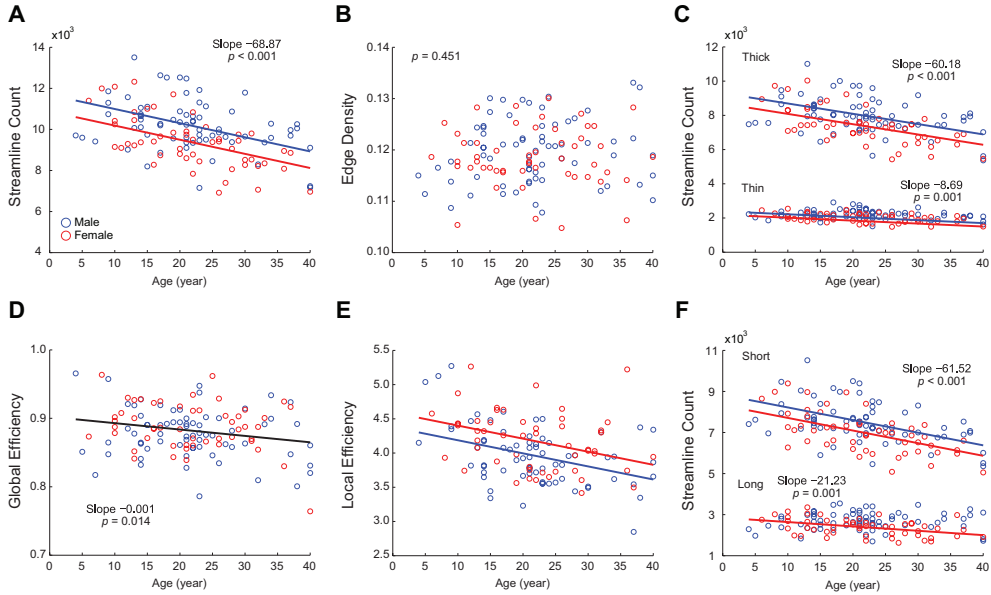 A
×10³
14
12
10
8
6
4
Streamline Count
Slope −68.87
p < 0.001
Male
Female
0
5
10
15
20
25
30
35
40
Age (year)
B
0.14
0.13
0.12
0.11
0.10
Edge Density
p = 0.451
0
5
10
15
20
25
30
35
40
Age (year)
C
×10³
12
10
8
6
4
2
0
Streamline Count
Thick
Slope −60.18
p < 0.001
Thin
Slope −8.69
p = 0.001
0
5
10
15
20
25
30
35
40
Age (year)
D
1.0
0.9
0.8
0.7
Global Efficiency
Slope −0.001
p = 0.014
0
5
10
15
20
25
30
35
40
Age (year)
E
5.5
5.0
4.5
4.0
3.5
3.0
2.5
Local Efficiency
0
5
10
15
20
25
30
35
40
Age (year)
F
×10³
11
9
7
5
3
1
Streamline Count
Short
Slope −61.52
p < 0.001
Long
Slope −21.23
p = 0.001
0
5
10
15
20
25
30
35
40
Age (year)